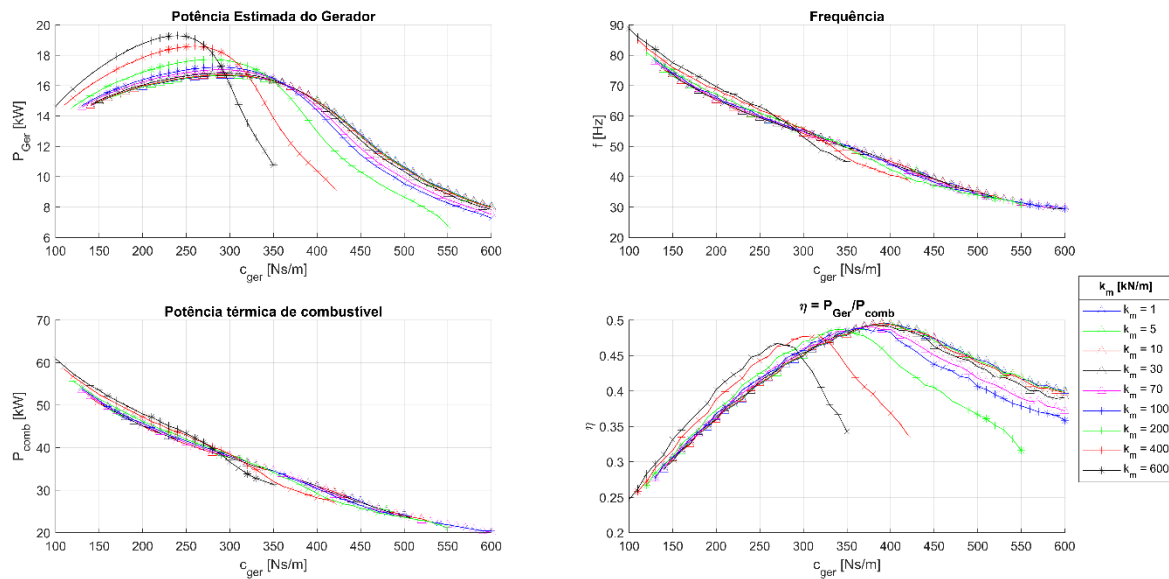 Potência Estimada do Gerador
20
18
16
14
12
10
8
6
P_Ger [kW]
100 150 200 250 300 350 400 450 500 550 600
c_ger [Ns/m]
Frequência
90
80
70
60
50
40
30
20
f [Hz]
100 150 200 250 300 350 400 450 500 550 600
c_ger [Ns/m]
Potência térmica de combustível
70
60
50
40
30
20
P_comb [kW]
100 150 200 250 300 350 400 450 500 550 600
c_ger [Ns/m]
η = P_Ger/P_comb
0.5
0.45
0.4
0.35
0.3
0.25
0.2
η
100 150 200 250 300 350 400 450 500 550 600
c_ger [Ns/m]
k_m [kN/m]
k_m = 1
k_m = 5
k_m = 10
k_m = 30
k_m = 70
k_m = 100
k_m = 200
k_m = 400
k_m = 600